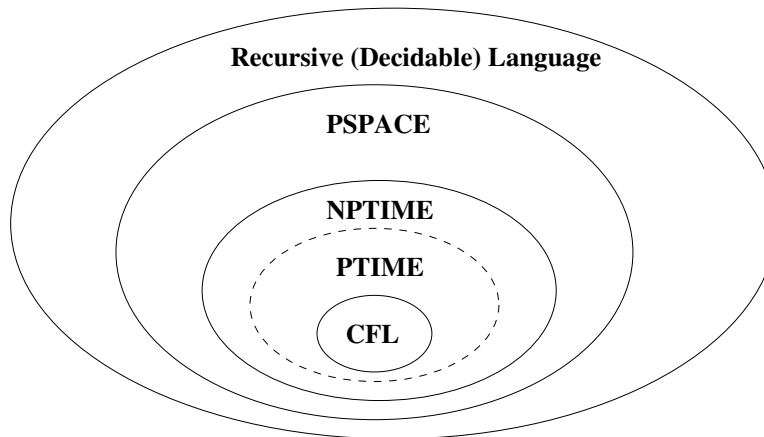 Recursive (Decidable) Language
PSPACE
NPTIME
PTIME
CFL